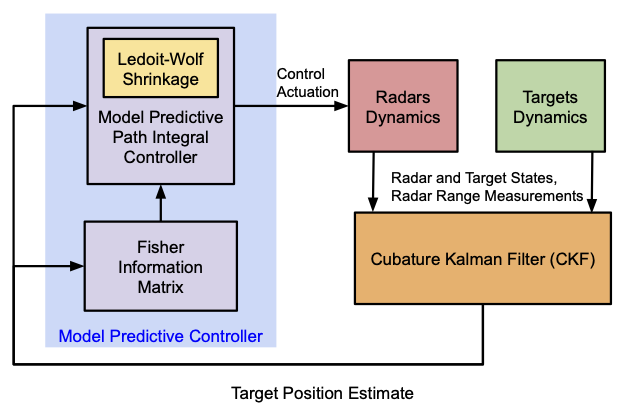 Ledoit-Wolf
Shrinkage
Model Predictive
Path Integral
Controller
Control
Actuation
Radars
Dynamics
Targets
Dynamics
Radar and Target States,
Radar Range Measurements
Fisher
Information
Matrix
Cubature Kalman Filter (CKF)
Model Predictive Controller
Target Position Estimate